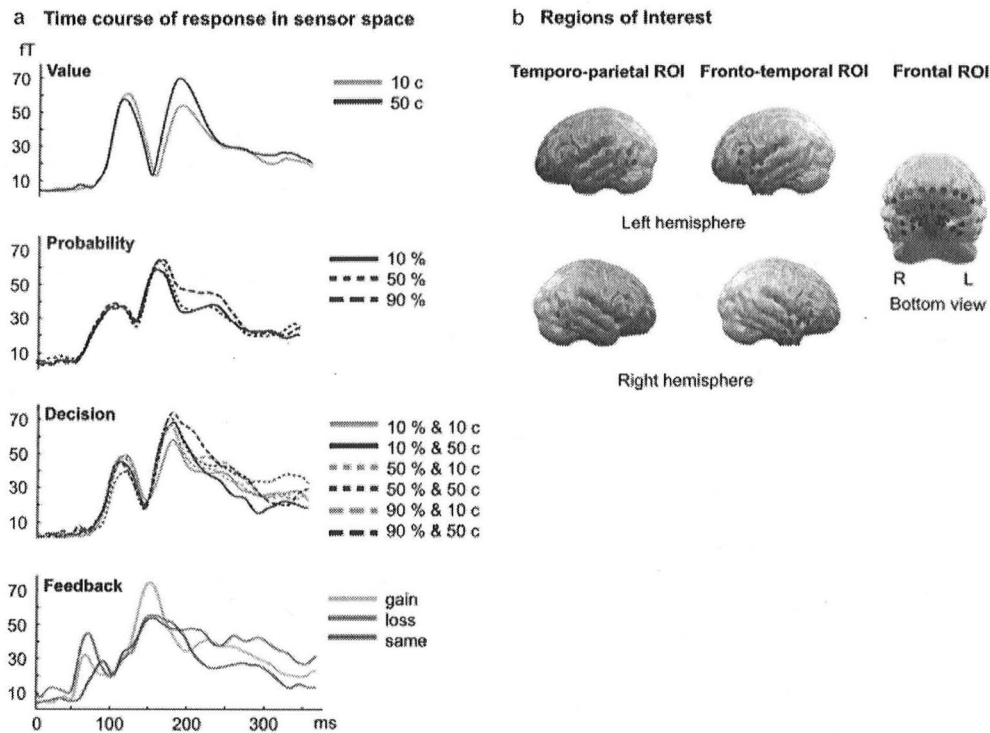 a Time course of response in sensor space
fT
Value
70
50
30
10
10 c
50 c
Probability
70
50
30
10
10 %
50 %
90 %
Decision
70
50
30
10
10 % & 10 c
10 % & 50 c
50 % & 10 c
50 % & 50 c
90 % & 10 c
90 % & 50 c
Feedback
70
50
30
10
gain
loss
same
0 100 200 300 ms
b Regions of Interest
Temporo-parietal ROI Fronto-temporal ROI Frontal ROI
Left hemisphere
R L
Bottom view
Right hemisphere